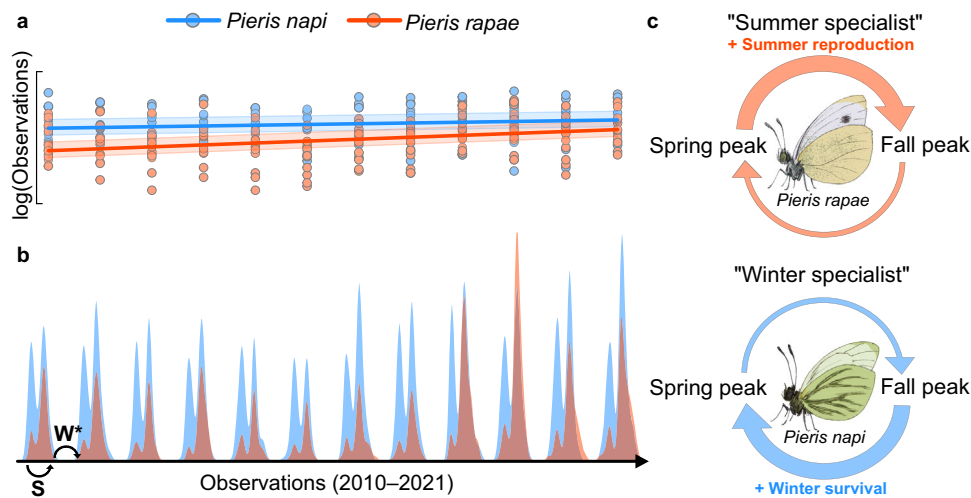 a
Pieris napi
Pieris rapae
log(Observations)
b
W*
S
Observations (2010–2021)
c
"Summer specialist"
+ Summer reproduction
Spring peak
Fall peak
Pieris rapae
"Winter specialist"
Spring peak
Fall peak
Pieris napi
+ Winter survival